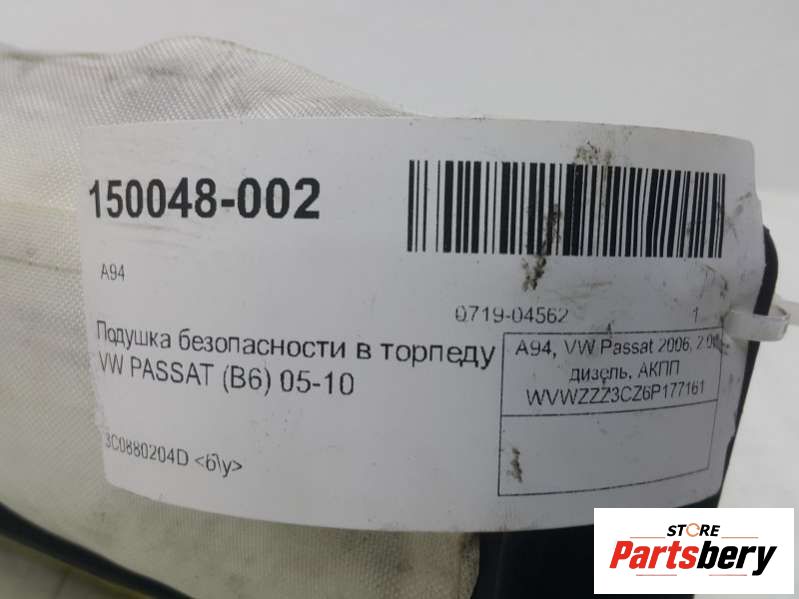 150048-002
A94
0719-04562 1
Подушка безопасности в торпеду
VW PASSAT (B6) 05-10
3C0880204D <б\у>
A94, VW Passat 2006, 2.0
дизель, АКПП
WVWZZZ3CZ6P177161
STORE
Partsbery